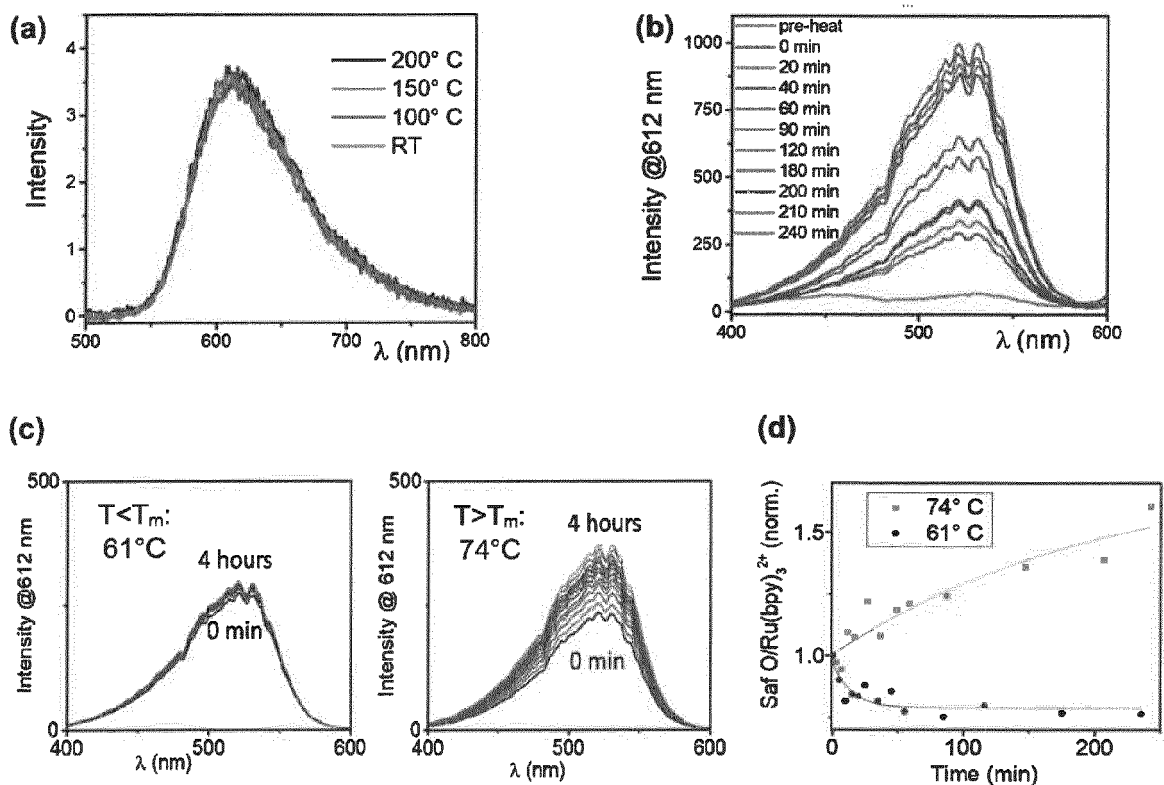 (a)
Intensity
4
3
2
1
0
200° C
150° C
100° C
RT
500
600
700
800
λ (nm)
(b)
Intensity @612 nm
1000
750
500
250
0
pre-heat
0 min
20 min
40 min
60 min
90 min
120 min
180 min
200 min
210 min
240 min
400
500
600
λ (nm)
(c)
Intensity @612 nm
500
0
T<Tm:
61°C
4 hours
0 min
400
500
600
λ (nm)
Intensity @ 612 nm
500
0
T>Tm:
74°C
4 hours
0 min
400
500
600
λ (nm)
(d)
Saf O/Ru(bpy)₃²⁺ (norm.)
1.5
1.0
74° C
61° C
0
100
200
Time (min)